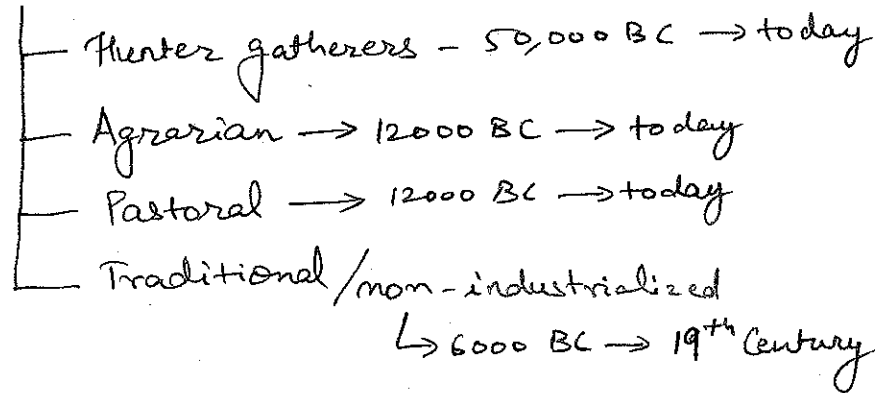 Hunter gatherers - 50,000 BC → today
Agrarian → 12000 BC → today
Pastoral → 12000 BC → today
Traditional/non-industrialized
↳ 6000 BC → 19th Century